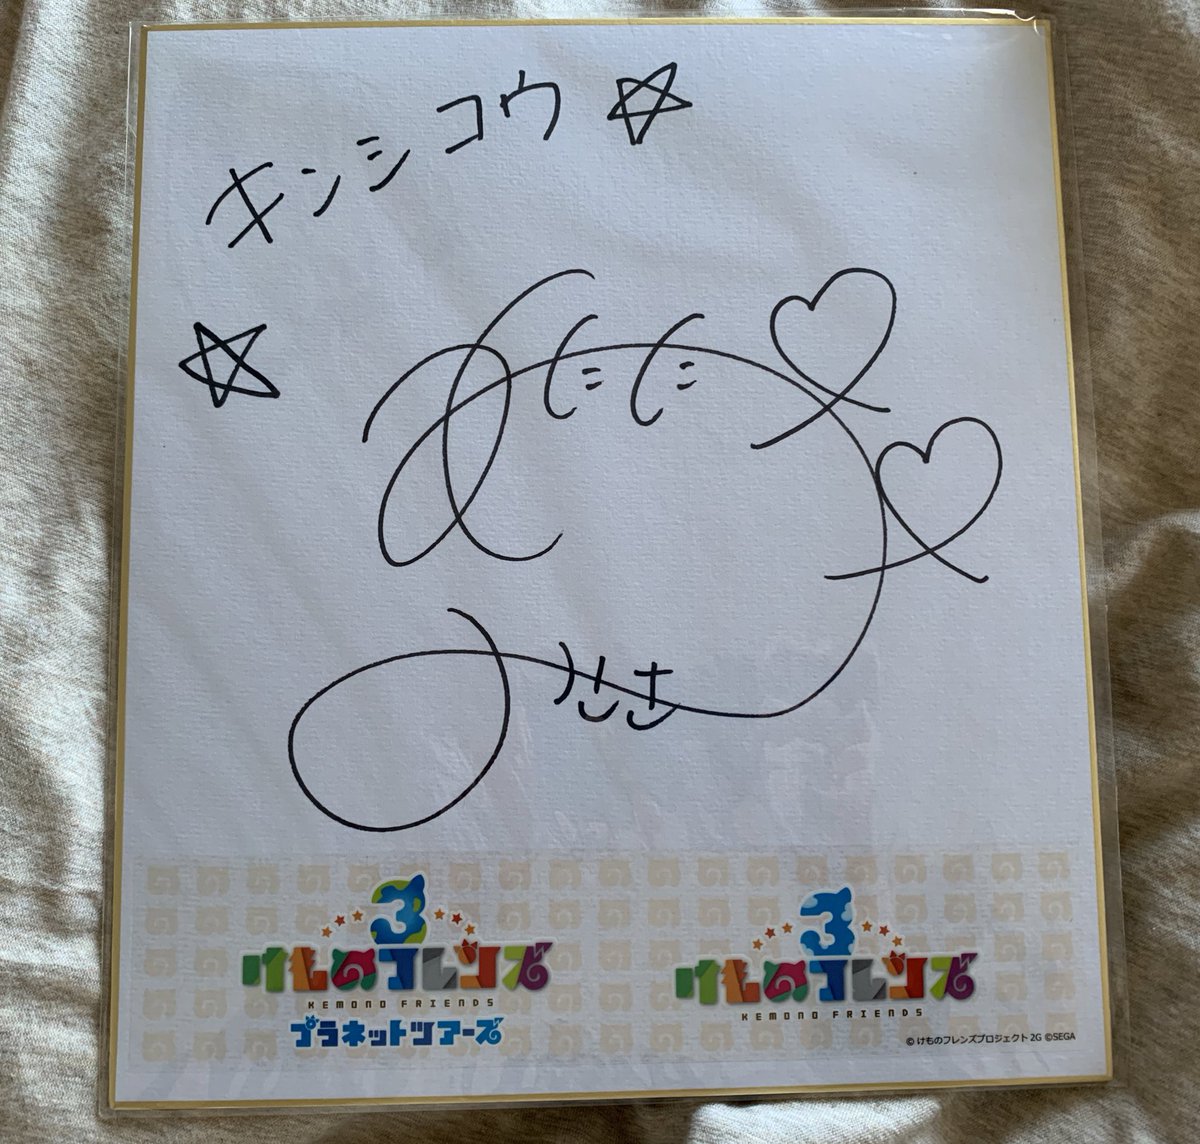 キンシコウ☆
3
けものフレンズ
KEMONO FRIENDS
プラネットツアーズ
3
けものフレンズ
KEMONO FRIENDS
© けものフレンズプロジェクト2G ©SEGA